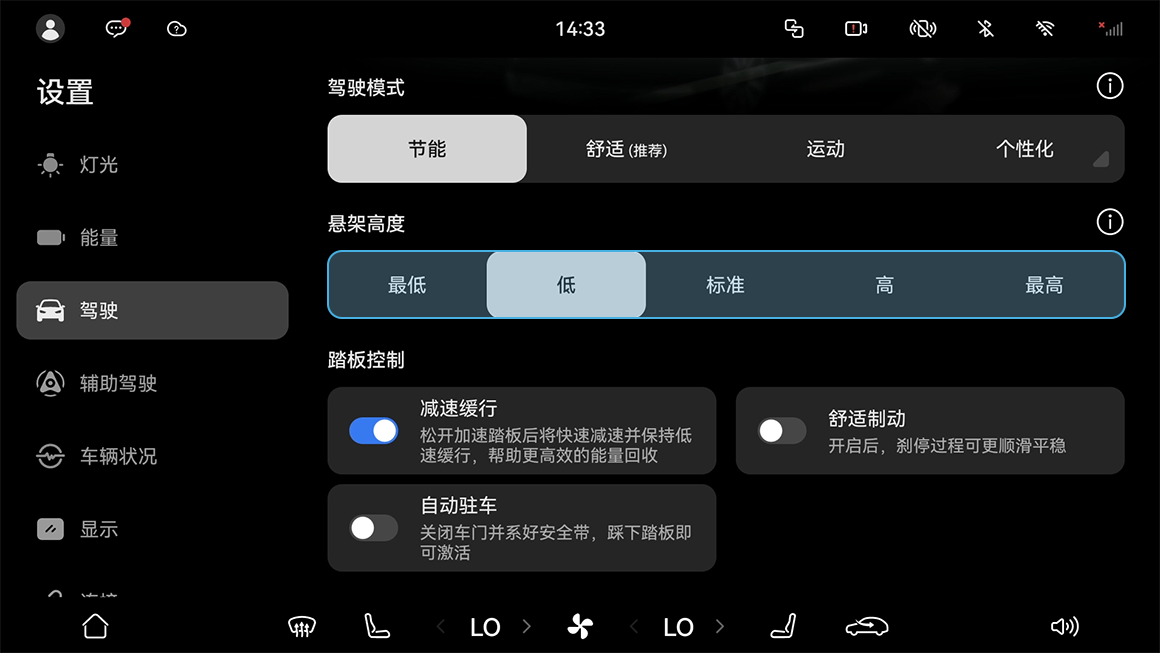 14:33
设置
灯光
能量
驾驶
辅助驾驶
车辆状况
显示
驾驶模式
节能 舒适 (推荐) 运动 个性化
悬架高度
最低 低 标准 高 最高
踏板控制
减速缓行
松开加速踏板后将快速减速并保持低
速缓行，帮助更高效的能量回收
舒适制动
开启后，刹停过程可更顺滑平稳
自动驻车
关闭车门并系好安全带，踩下踏板即
可激活
LO LO